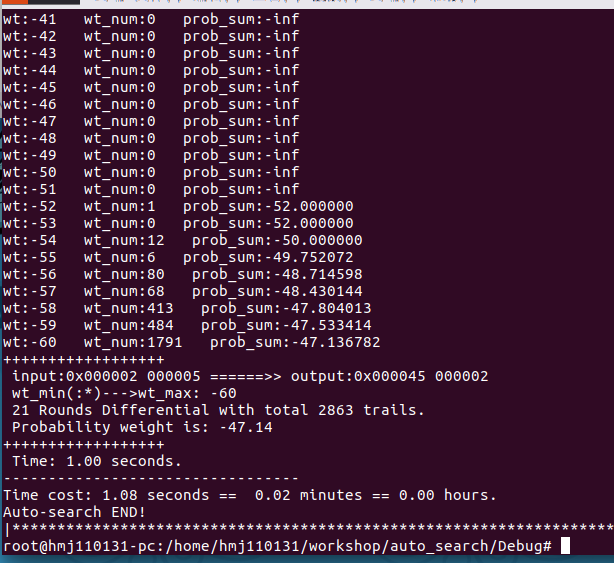 wt:-41   wt_num:0   prob_sum:-inf
wt:-42   wt_num:0   prob_sum:-inf
wt:-43   wt_num:0   prob_sum:-inf
wt:-44   wt_num:0   prob_sum:-inf
wt:-45   wt_num:0   prob_sum:-inf
wt:-46   wt_num:0   prob_sum:-inf
wt:-47   wt_num:0   prob_sum:-inf
wt:-48   wt_num:0   prob_sum:-inf
wt:-49   wt_num:0   prob_sum:-inf
wt:-50   wt_num:0   prob_sum:-inf
wt:-51   wt_num:0   prob_sum:-inf
wt:-52   wt_num:1   prob_sum:-52.000000
wt:-53   wt_num:0   prob_sum:-52.000000
wt:-54   wt_num:12   prob_sum:-50.000000
wt:-55   wt_num:6   prob_sum:-49.752072
wt:-56   wt_num:80   prob_sum:-48.714598
wt:-57   wt_num:68   prob_sum:-48.430144
wt:-58   wt_num:413   prob_sum:-47.804013
wt:-59   wt_num:484   prob_sum:-47.533414
wt:-60   wt_num:1791   prob_sum:-47.136782
++++++++++++++++++
 input:0x000002 000005 ======>> output:0x000045 000002
 wt_min(:*)--->wt_max: -60
 21 Rounds Differential with total 2863 trails.
 Probability weight is: -47.14
++++++++++++++++++
 Time: 1.00 seconds.
---------------------------------
Time cost: 1.08 seconds ==  0.02 minutes == 0.00 hours.
Auto-search END!
|*******************************************************************
root@hmj110131-pc:/home/hmj110131/workshop/auto_search/Debug#